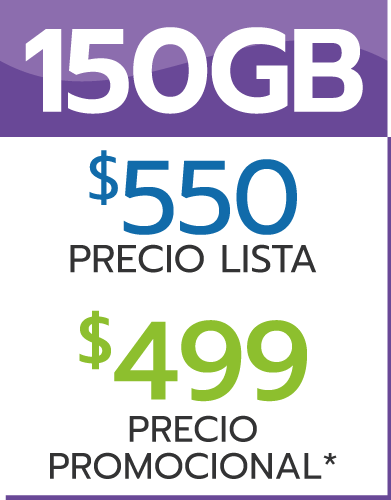 150GB
$550
PRECIO LISTA
$499
PRECIO
PROMOCIONAL*